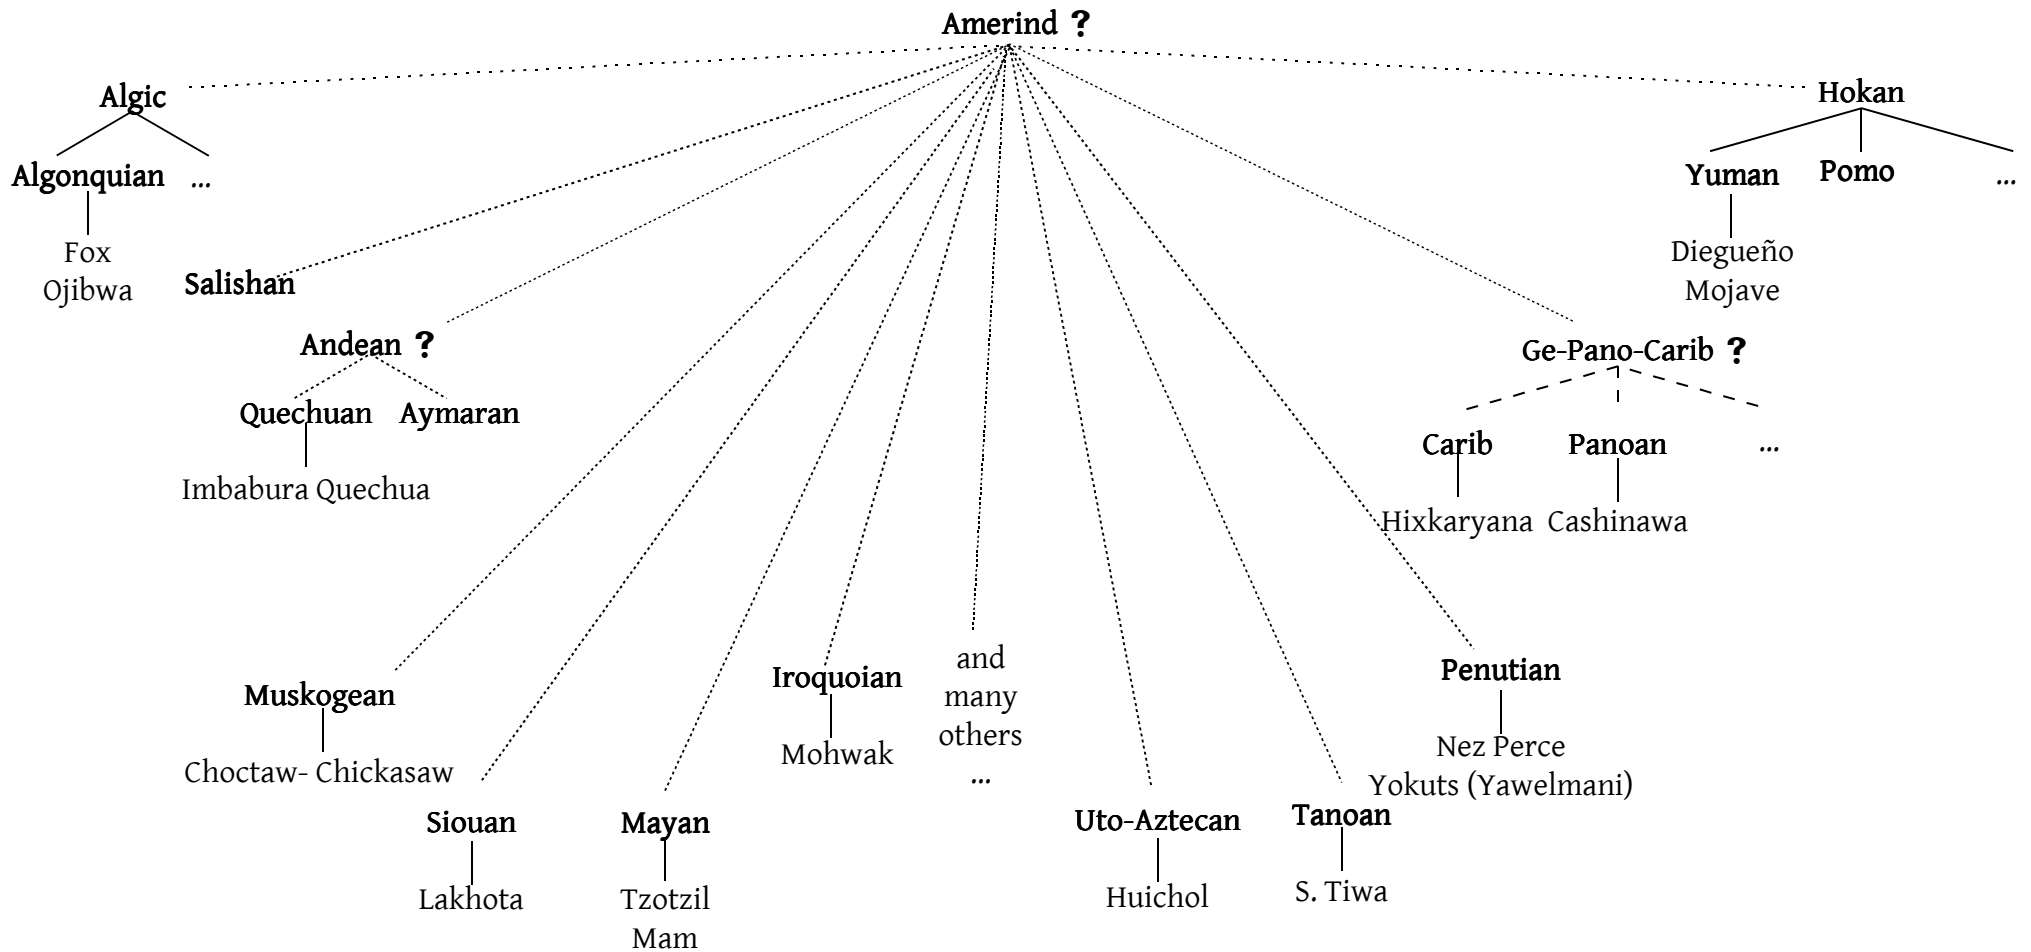 Amerind ?
Algic
Hokan
Algonquian ...
Yuman Pomo ...
Fox
Ojibwa
Diegueño
Mojave
Salishan
Andean ?
Ge-Pano-Carib ?
Quechuan Aymaran
Carib Panoan ...
Imbabura Quechua
Hixkaryana Cashinawa
Muskogean
Choctaw- Chickasaw
Iroquoian
Mohwak
and
many
others
...
Penutian
Nez Perce
Yokuts (Yawelmani)
Siouan
Lakhota
Mayan
Tzotzil
Mam
Uto-Aztecan
Huichol
Tanoan
S. Tiwa